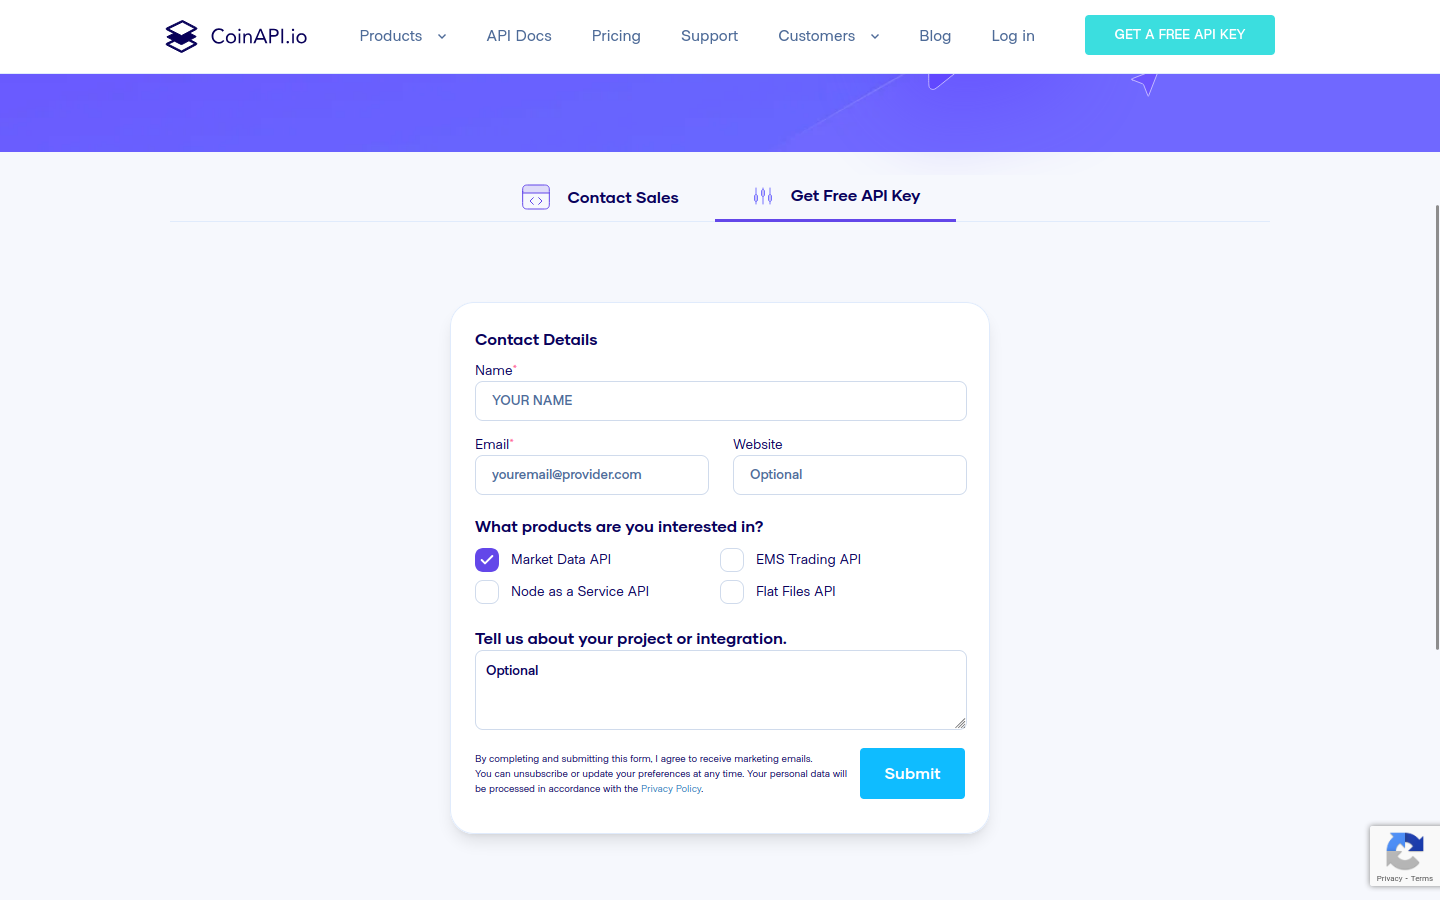 CoinAPI.io Products API Docs Pricing Support Customers Blog Log in GET A FREE API KEY
Contact Sales Get Free API Key
Contact Details
Name*
YOUR NAME
Email* Website
youremail@provider.com Optional
What products are you interested in?
Market Data API EMS Trading API
Node as a Service API Flat Files API
Tell us about your project or integration.
Optional
By completing and submitting this form, I agree to receive marketing emails.
You can unsubscribe or update your preferences at any time. Your personal data will
be processed in accordance with the Privacy Policy.
Submit
Privacy - Terms